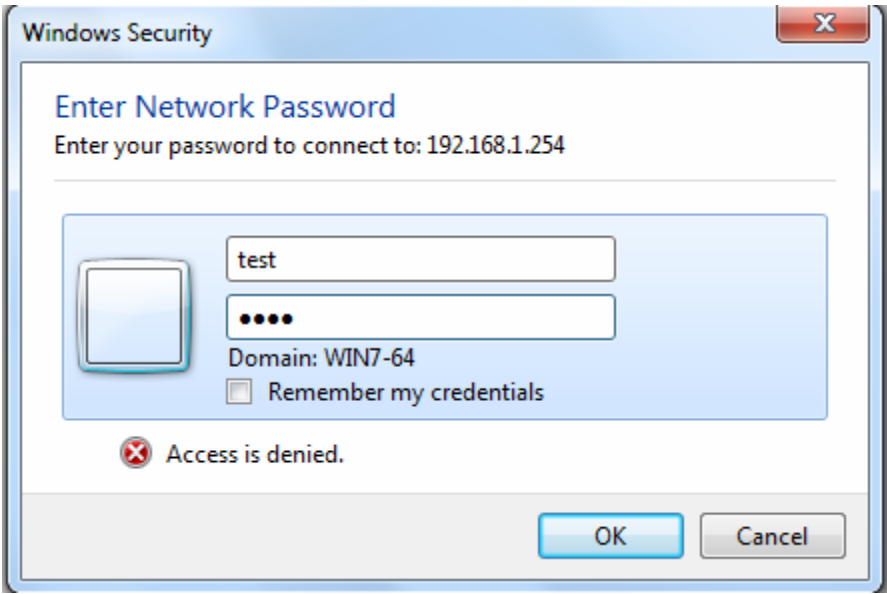 Windows Security
Enter Network Password
Enter your password to connect to: 192.168.1.254
test
●●●●
Domain: WIN7-64
Remember my credentials
Access is denied.
OK
Cancel